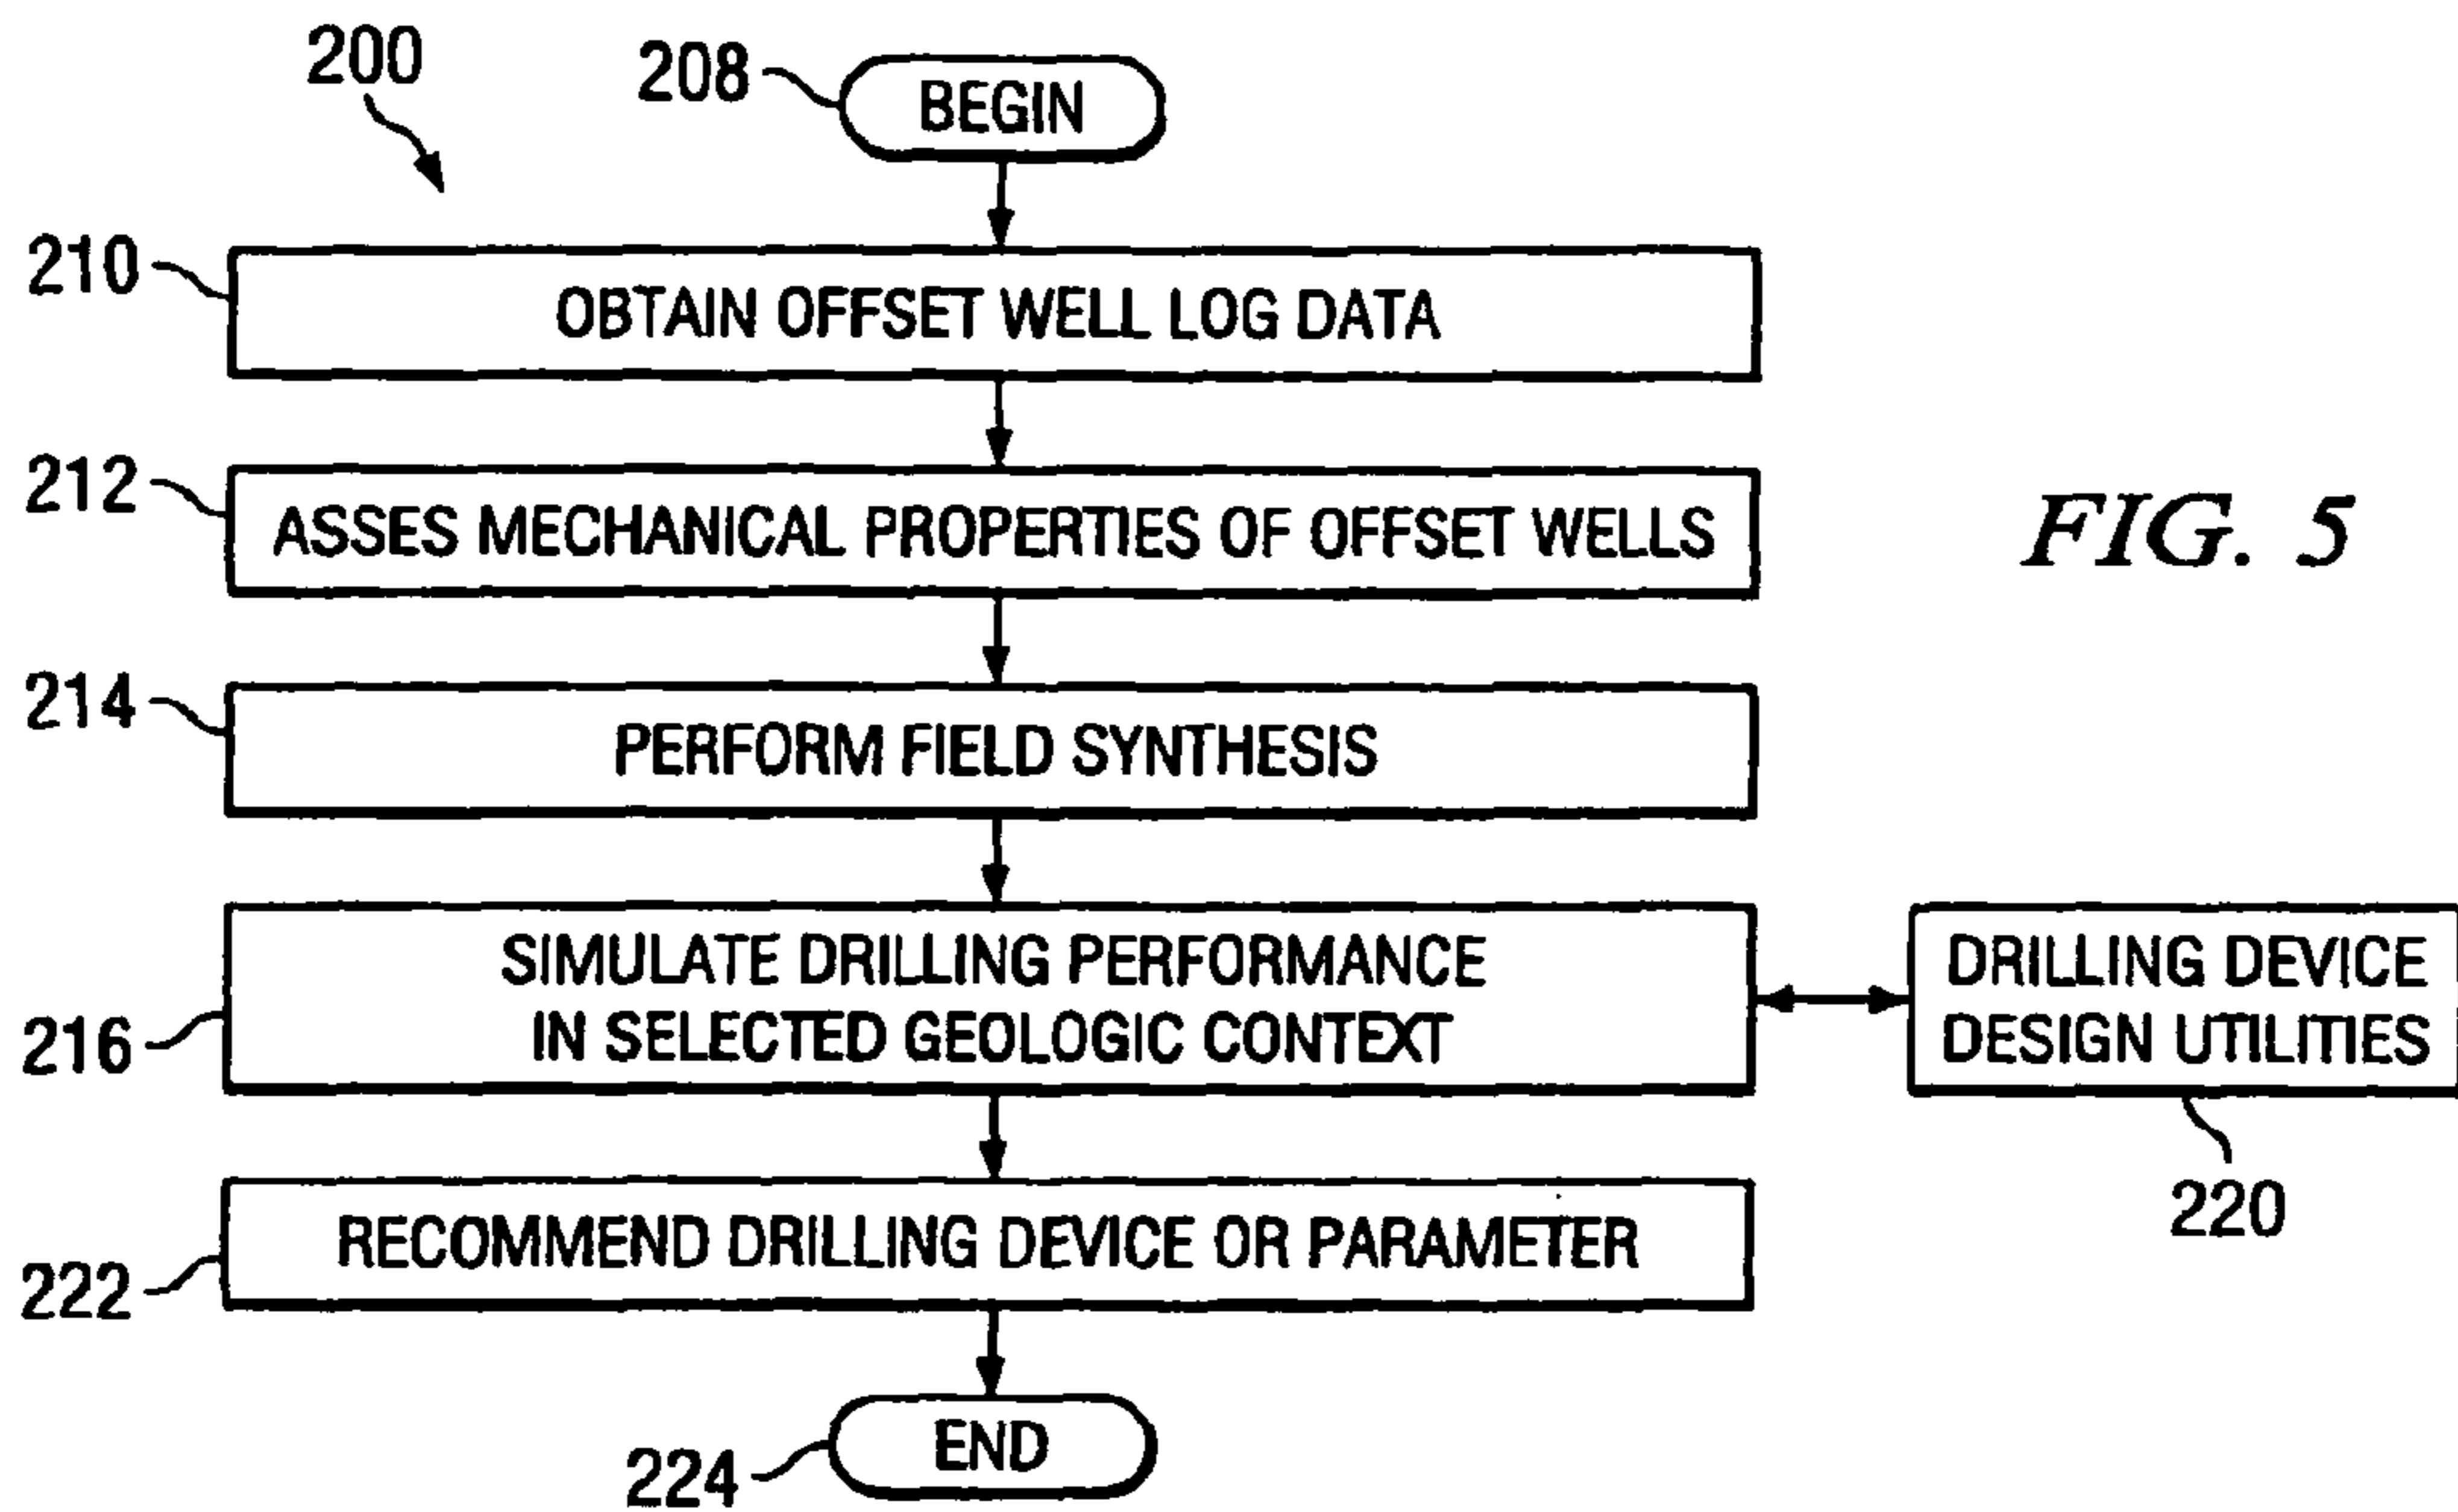 200
208
BEGIN
210
OBTAIN OFFSET WELL LOG DATA
212
ASSES MECHANICAL PROPERTIES OF OFFSET WELLS
FIG. 5
214
PERFORM FIELD SYNTHESIS
216
SIMULATE DRILLING PERFORMANCE
IN SELECTED GEOLOGIC CONTEXT
DRILLING DEVICE
DESIGN UTILITIES
220
222
RECOMMEND DRILLING DEVICE OR PARAMETER
224
END